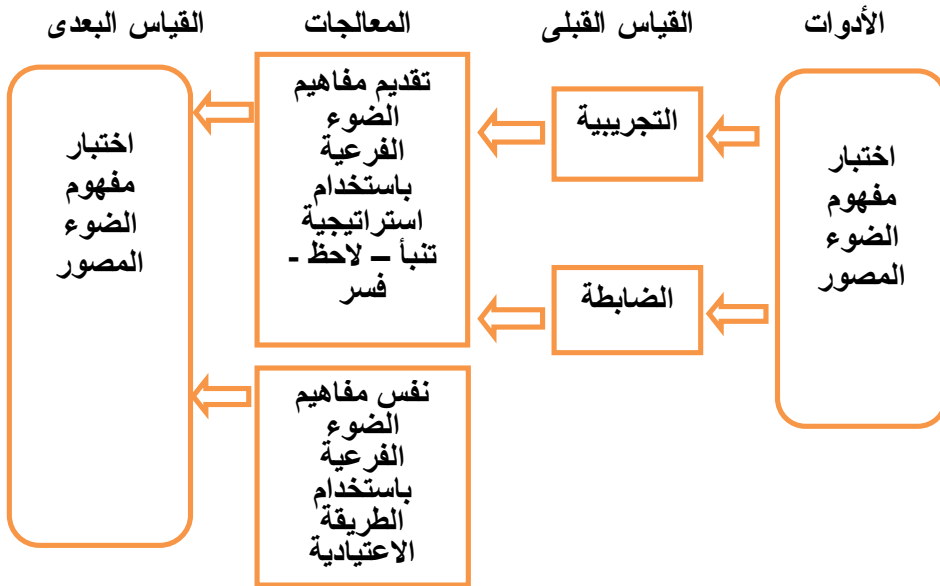 الأدوات
القياس القبلى
المعالجات
القياس البعدى
اختبار
مفهوم
الضوء
المصور
التجريبية
الضابطة
تقديم مفاهيم
الضوء
الفرعية
باستخدام
استراتيجية
تنبأ – لاحظ -
فسر
نفس مفاهيم
الضوء
الفرعية
باستخدام
الطريقة
الاعتيادية
اختبار
مفهوم
الضوء
المصور